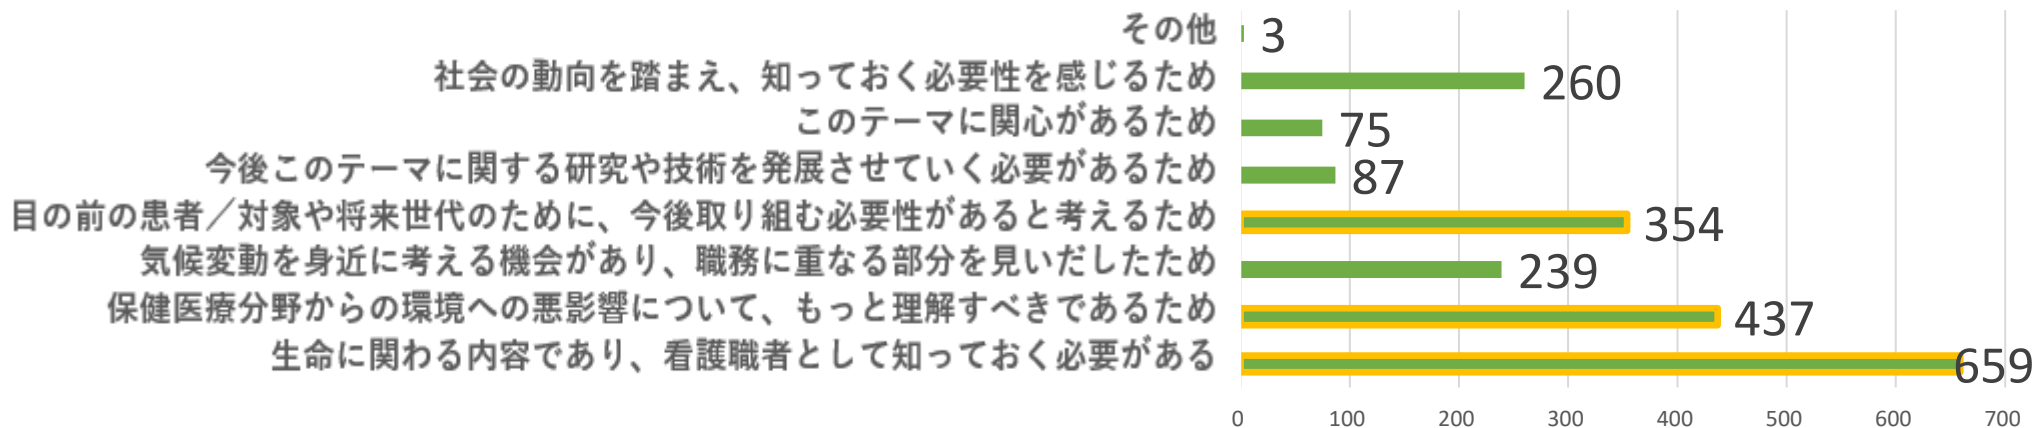 その他 3
社会の動向を踏まえ、知っておく必要性を感じるため 260
このテーマに関心があるため 75
今後このテーマに関する研究や技術を発展させていく必要があるため 87
目の前の患者／対象や将来世代のために、今後取り組む必要性があると考えるため 354
気候変動を身近に考える機会があり、職務に重なる部分を見いだしたため 239
保健医療分野からの環境への悪影響について、もっと理解すべきであるため 437
生命に関わる内容であり、看護職者として知っておく必要がある 659
0 100 200 300 400 500 600 700